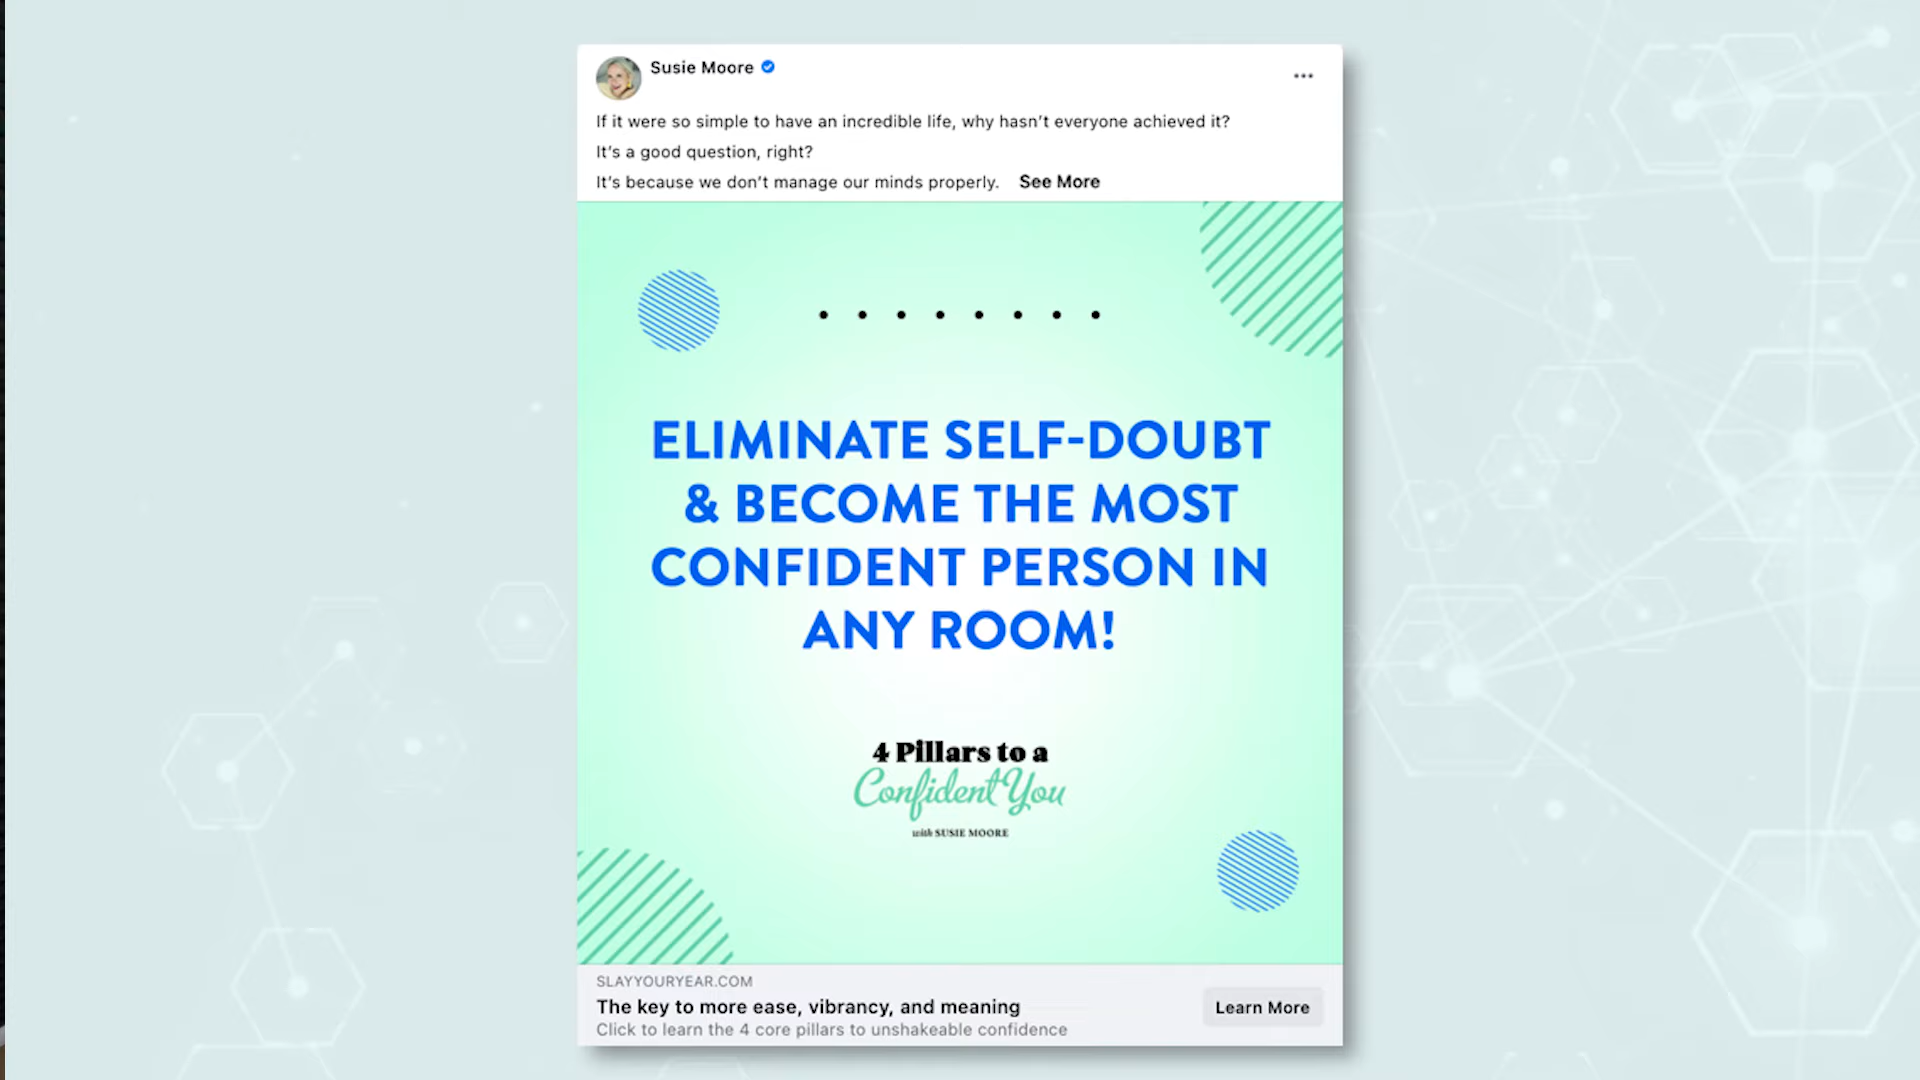 Susie Moore
If it were so simple to have an incredible life, why hasn't everyone achieved it?
It's a good question, right?
It's because we don't manage our minds properly. See More
ELIMINATE SELF-DOUBT
& BECOME THE MOST
CONFIDENT PERSON IN
ANY ROOM!
4 Pillars to a
Confident You
with SUSIE MOORE
SLAYYOURYEAR.COM
The key to more ease, vibrancy, and meaning
Learn More
Click to learn the 4 core pillars to unshakeable confidence